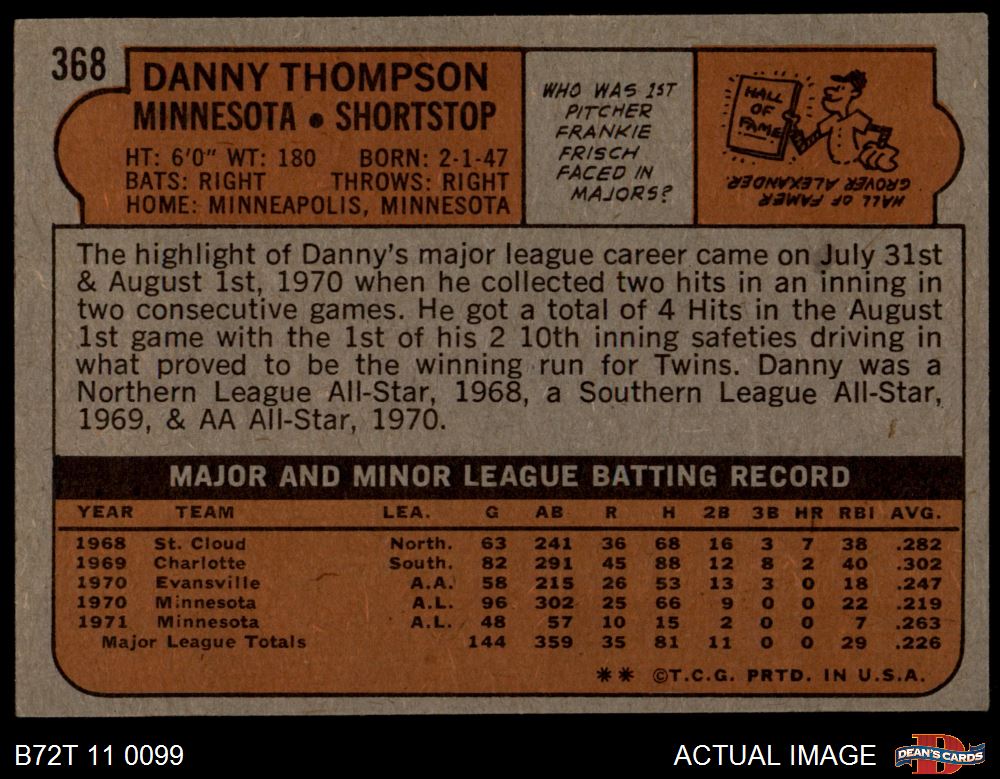 368
DANNY THOMPSON
MINNESOTA • SHORTSTOP
HT: 6'0" WT: 180 BORN: 2-1-47
BATS: RIGHT THROWS: RIGHT
HOME: MINNEAPOLIS, MINNESOTA
WHO WAS 1ST
PITCHER
FRANKIE
FRISCH
FACED IN
MAJORS?
HALL
OF
FAME
HALL OF FAMER
GROVER ALEXANDER.
The highlight of Danny's major league career came on July 31st
& August 1st, 1970 when he collected two hits in an inning in
two consecutive games. He got a total of 4 Hits in the August
1st game with the 1st of his 2 10th inning safeties driving in
what proved to be the winning run for Twins. Danny was a
Northern League All-Star, 1968, a Southern League All-Star,
1969, & AA All-Star, 1970.
MAJOR AND MINOR LEAGUE BATTING RECORD
YEAR TEAM LEA. G AB R H 2B 3B HR RBI AVG.
1968 St. Cloud North. 63 241 36 68 16 3 7 38 .282
1969 Charlotte South. 82 291 45 88 12 8 2 40 .302
1970 Evansville A.A. 58 215 26 53 13 3 0 18 .247
1970 Minnesota A.L. 96 302 25 66 9 0 0 22 .219
1971 Minnesota A.L. 48 57 10 15 2 0 0 7 .263
Major League Totals 144 359 35 81 11 0 0 29 .226
** ©T.C.G. PRTD. IN U.S.A.
B72T 11 0099
ACTUAL IMAGE
DEAN'S CARDS